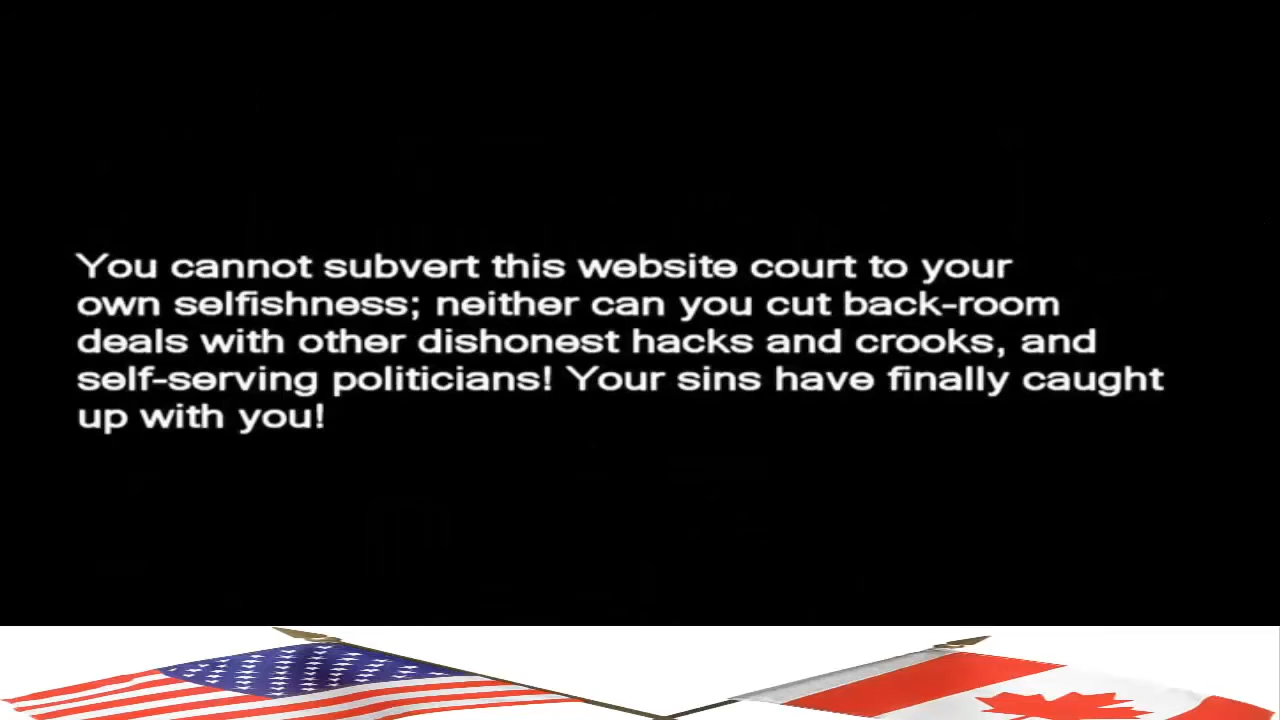 You cannot subvert this website court to your
own selfishness; neither can you cut back-room
deals with other dishonest hacks and crooks, and
self-serving politicians! Your sins have finally caught
up with you!